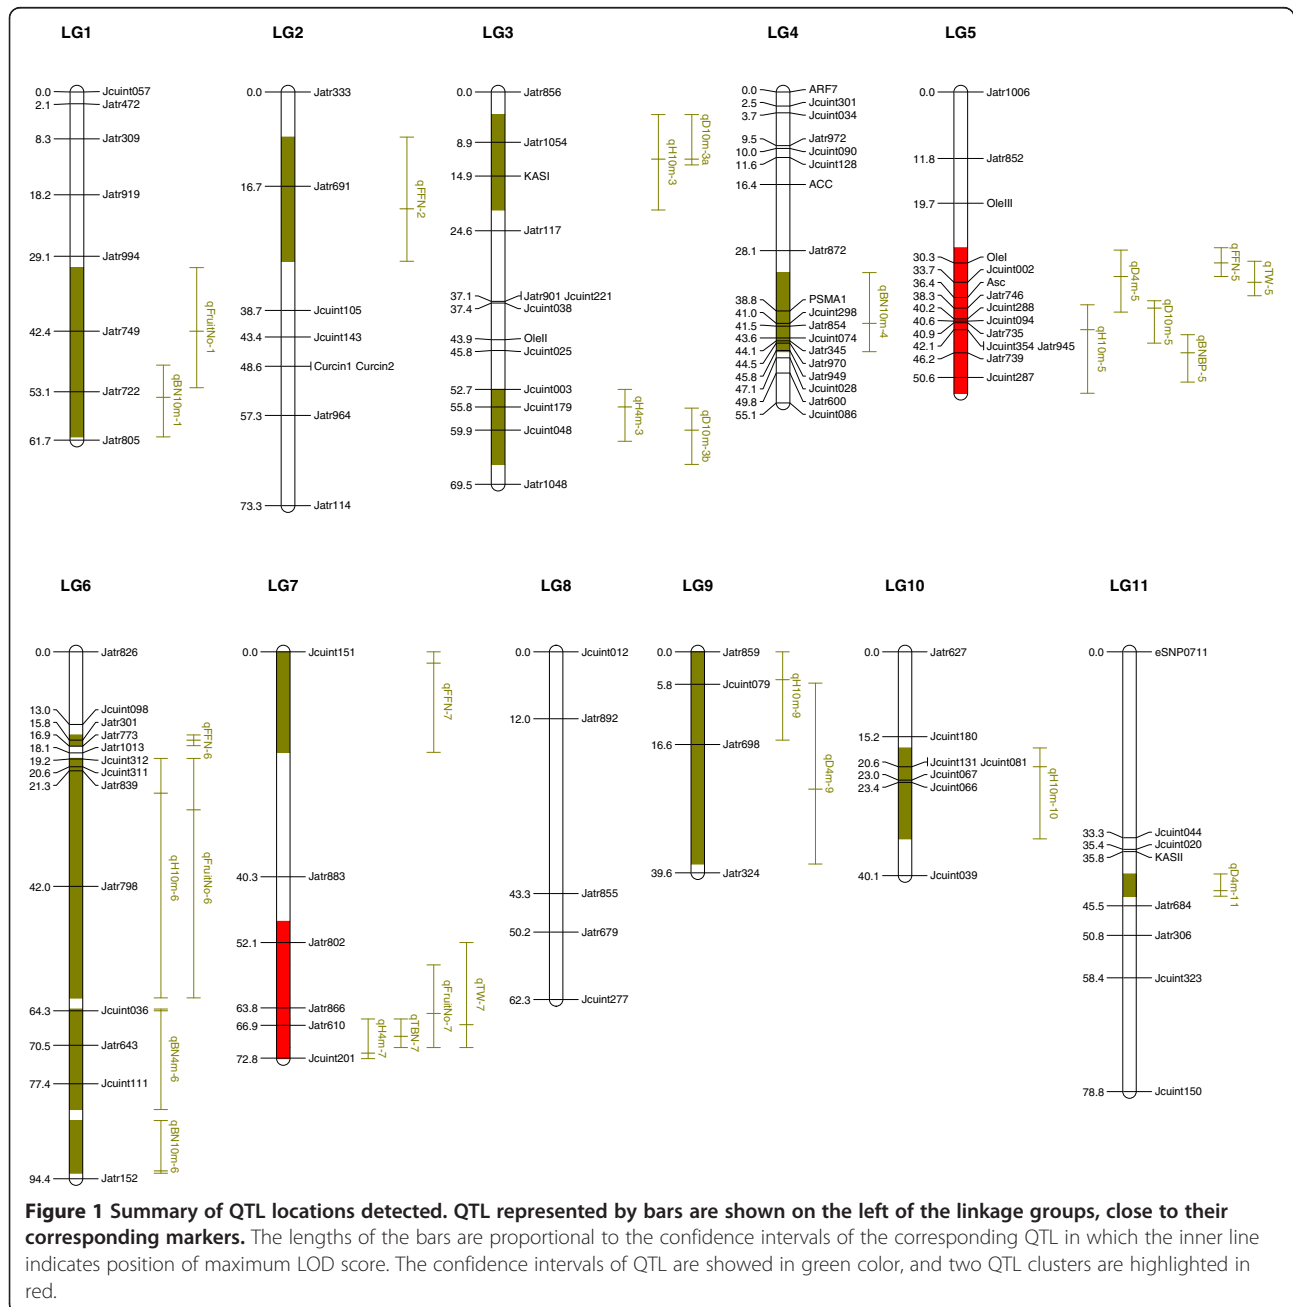 LG1 LG2 LG3 LG4 LG5
0.0 Jcuint057
2.1 Jatr472
8.3 Jatr309
18.2 Jatr919
29.1 Jatr994
42.4 Jatr749
53.1 Jatr722
61.7 Jatr805
qFruitNo-1
qBN10m-1
0.0 Jatr333
16.7 Jatr691
38.7 Jcuint105
43.4 Jcuint143
48.6 Curcin1 Curcin2
57.3 Jatr964
73.3 Jatr114
qFFN-2
0.0 Jatr856
8.9 Jatr1054
14.9 KASI
24.6 Jatr117
37.1 Jatr901 Jcuint221
37.4 Jcuint038
43.9 OleII
45.8 Jcuint025
52.7 Jcuint003
55.8 Jcuint179
59.9 Jcuint048
69.5 Jatr1048
qH10m-3
qD10m-3a
qH4m-3
qD10m-3b
0.0 ARF7
2.5 Jcuint301
3.7 Jcuint034
9.5 Jatr972
10.0 Jcuint090
11.6 Jcuint128
16.4 ACC
28.1 Jatr872
38.8 PSMA1
41.0 Jcuint298
41.5 Jatr854
43.6 Jcuint074
44.1 Jatr345
44.5 Jatr970
45.8 Jatr949
47.1 Jcuint028
49.8 Jatr600
55.1 Jcuint086
qBN10m-4
0.0 Jatr1006
11.8 Jatr852
19.7 OleIII
30.3 OleI
33.7 Jcuint002
36.4 Asc
38.3 Jatr746
40.2 Jcuint288
40.6 Jcuint094
40.9 Jatr735
42.1 Jcuint354 Jatr945
46.2 Jatr739
50.6 Jcuint287
qH10m-5
qD4m-5
qD10m-5
qBNBP-5
qFFN-5
qTW-5
LG6 LG7 LG8 LG9 LG10 LG11
0.0 Jatr826
13.0 Jcuint098
15.8 Jatr301
16.9 Jatr773
18.1 Jatr1013
19.2 Jcuint312
20.6 Jcuint311
21.3 Jatr839
42.0 Jatr798
64.3 Jcuint036
70.5 Jatr643
77.4 Jcuint111
94.4 Jatr152
qFFN-6
qH10m-6
qFruitNo-6
qBN4m-6
qBN10m-6
0.0 Jcuint151
40.3 Jatr883
52.1 Jatr802
63.8 Jatr866
66.9 Jatr610
72.8 Jcuint201
qFFN-7
qH4m-7
qTBN-7
qFruitNo-7
qTW-7
0.0 Jcuint012
12.0 Jatr892
43.3 Jatr855
50.2 Jatr679
62.3 Jcuint277
0.0 Jatr859
5.8 Jcuint079
16.6 Jatr698
39.6 Jatr324
qH10m-9
qD4m-9
0.0 Jatr627
15.2 Jcuint180
20.6 Jcuint131 Jcuint081
23.0 Jcuint067
23.4 Jcuint066
40.1 Jcuint039
qH10m-10
0.0 eSNP0711
33.3 Jcuint044
35.4 Jcuint020
35.8 KASII
45.5 Jatr684
50.8 Jatr306
58.4 Jcuint323
78.8 Jcuint150
qD4m-11
Figure 1 Summary of QTL locations detected. QTL represented by bars are shown on the left of the linkage groups, close to their
corresponding markers. The lengths of the bars are proportional to the confidence intervals of the corresponding QTL in which the inner line
indicates position of maximum LOD score. The confidence intervals of QTL are showed in green color, and two QTL clusters are highlighted in
red.